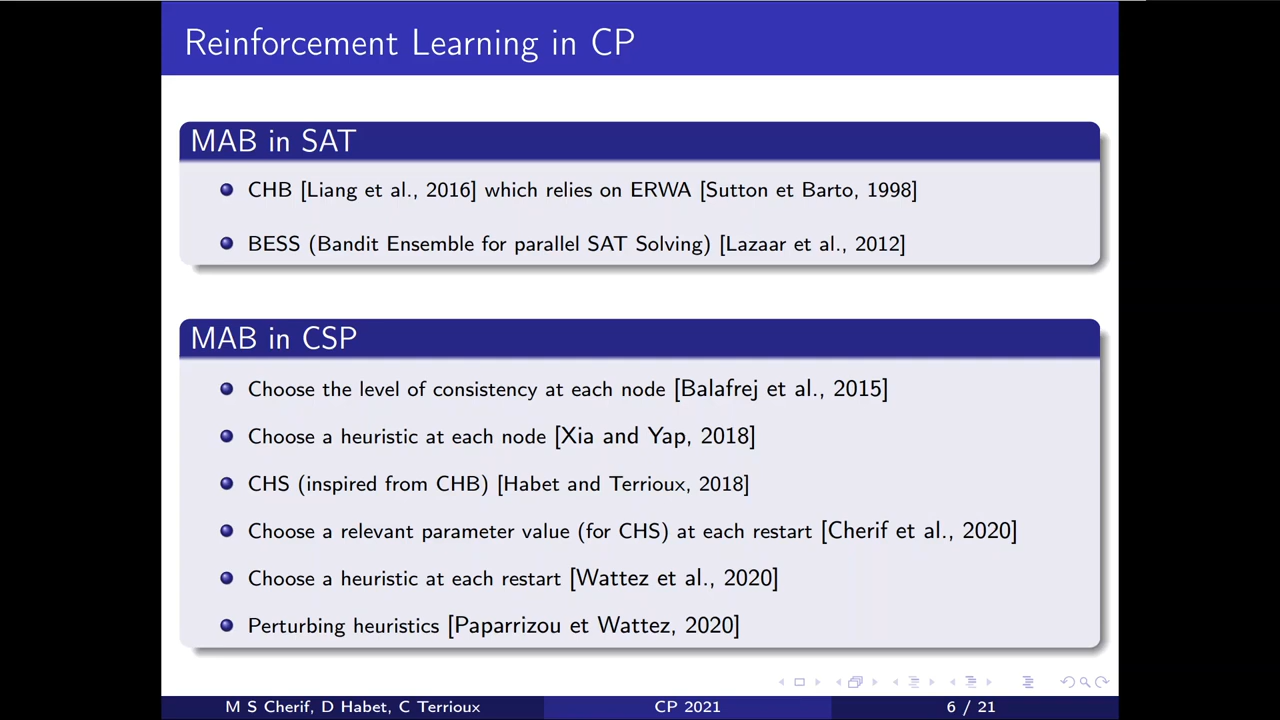 Reinforcement Learning in CP
MAB in SAT
CHB [Liang et al., 2016] which relies on ERWA [Sutton et Barto, 1998]
BESS (Bandit Ensemble for parallel SAT Solving) [Lazaar et al., 2012]
MAB in CSP
Choose the level of consistency at each node [Balafrej et al., 2015]
Choose a heuristic at each node [Xia and Yap, 2018]
CHS (inspired from CHB) [Habet and Terrioux, 2018]
Choose a relevant parameter value (for CHS) at each restart [Cherif et al., 2020]
Choose a heuristic at each restart [Wattez et al., 2020]
Perturbing heuristics [Paparrizou et Wattez, 2020]
M S Cherif, D Habet, C Terrioux CP 2021 6 / 21